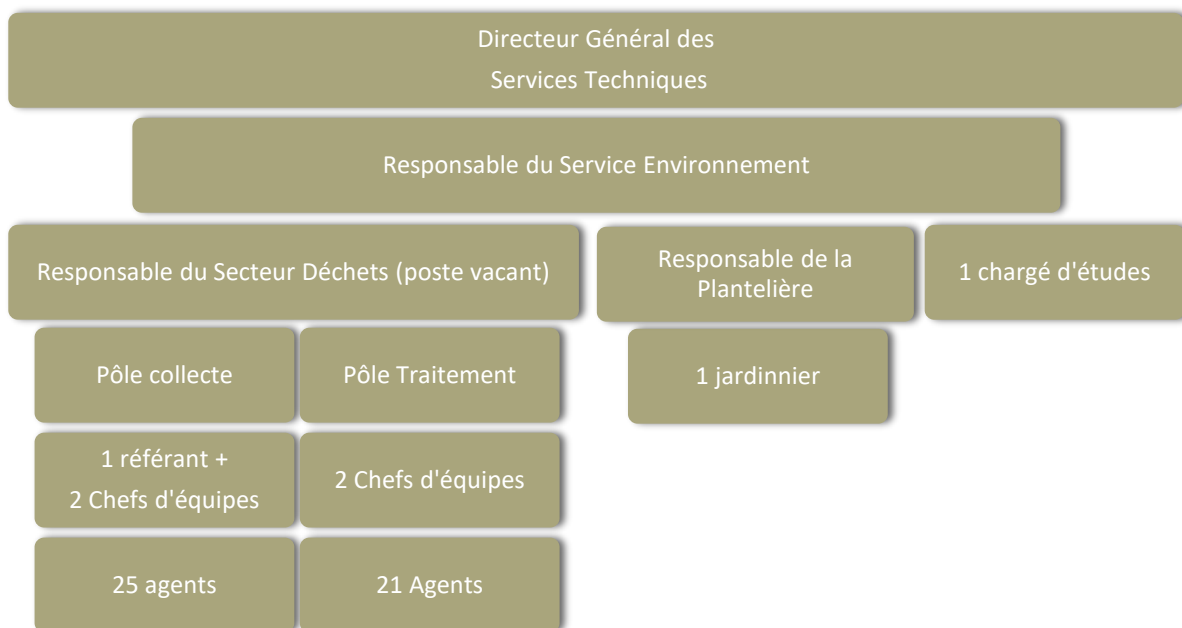 Directeur Général des
Services Techniques
Responsable du Service Environnement
Responsable du Secteur Déchets (poste vacant)
Responsable de la
Plantelière
1 chargé d'études
Pôle collecte
Pôle Traitement
1 jardinnier
1 référant +
2 Chefs d'équipes
2 Chefs d'équipes
25 agents
21 Agents